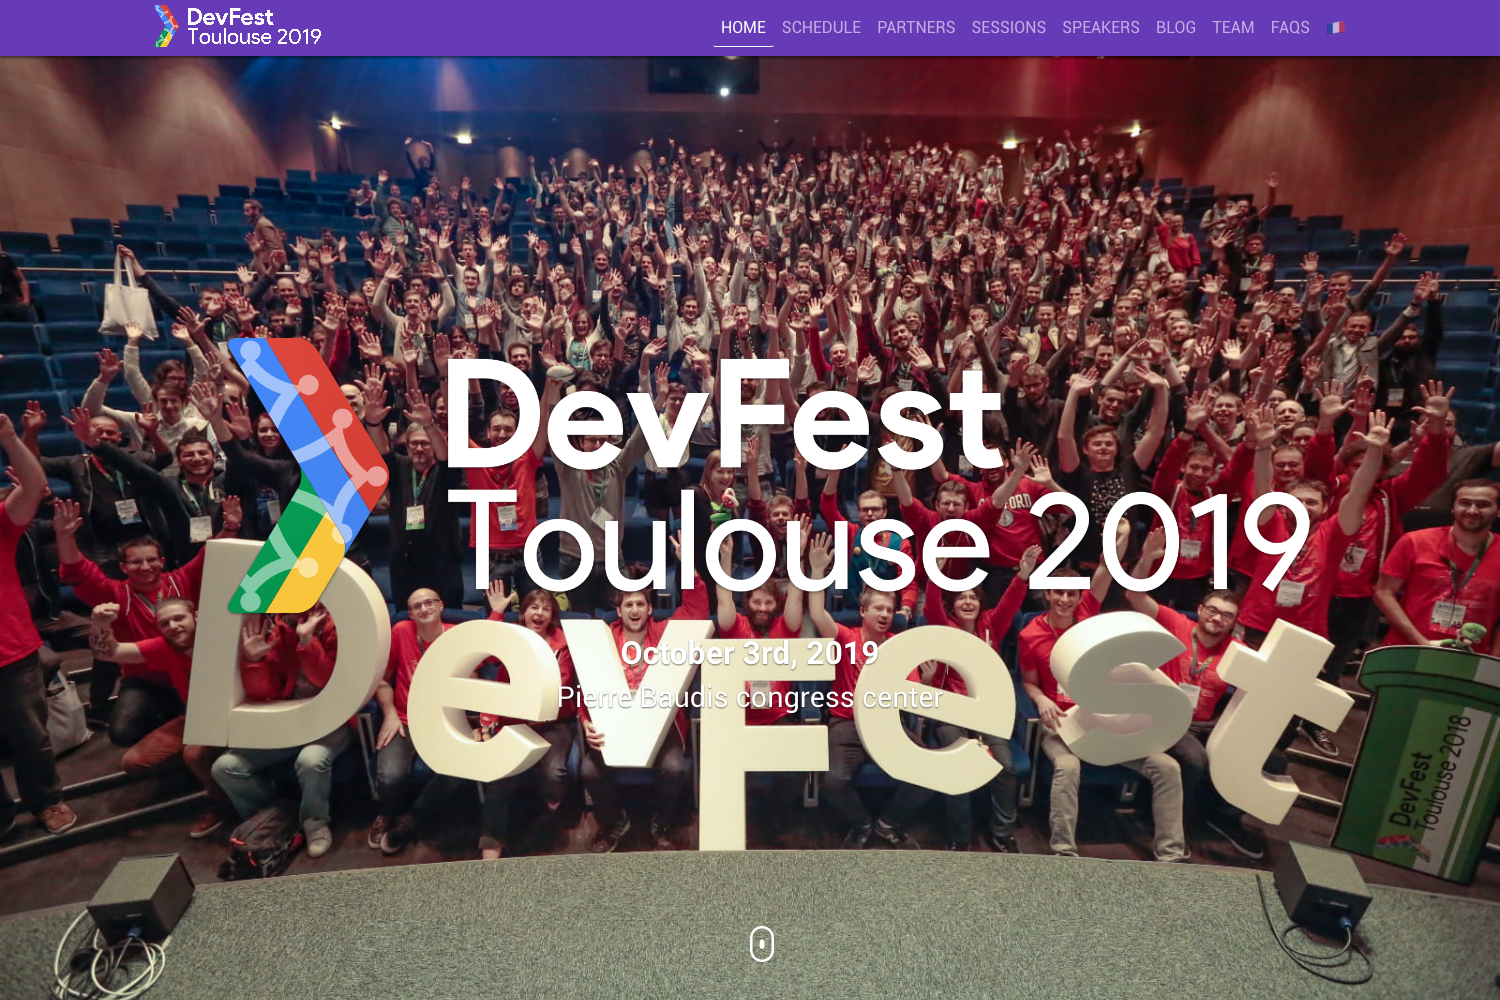 DevFest
Toulouse 2019
HOME SCHEDULE PARTNERS SESSIONS SPEAKERS BLOG TEAM FAQS
DevFest
Toulouse 2019
October 3rd, 2019
Pierre Baudis congress center
DevFest
DevFest
Toulouse 2018